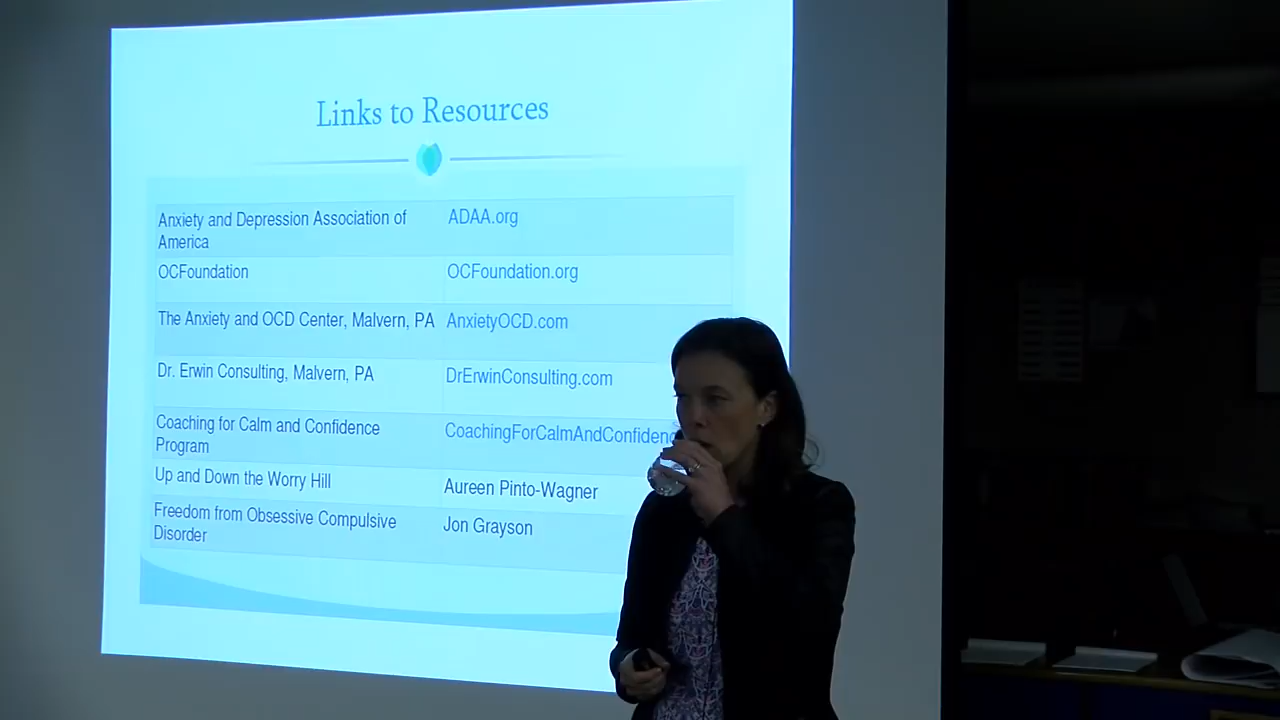 Links to Resources
Anxiety and Depression Association of America
ADAA.org
OCFoundation
OCFoundation.org
The Anxiety and OCD Center, Malvern, PA
AnxietyOCD.com
Dr. Erwin Consulting, Malvern, PA
DrErwinConsulting.com
Coaching for Calm and Confidence Program
CoachingForCalmAndConfidenc
Up and Down the Worry Hill
Aureen Pinto-Wagner
Freedom from Obsessive Compulsive Disorder
Jon Grayson